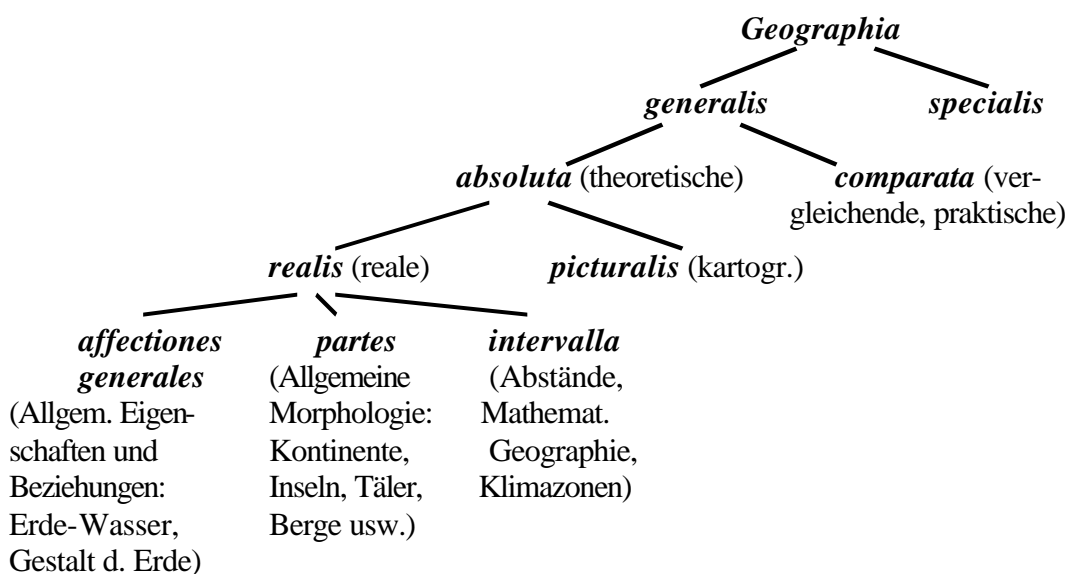 Geographia
generalis
specialis
absoluta (theoretische)
comparata (ver-
gleichende, praktische)
realis (reale)
picturalis (kartogr.)
affectiones
generales
(Allgem. Eigen-
schaften und
Beziehungen:
Erde-Wasser,
Gestalt d. Erde)
partes
(Allgemeine
Morphologie:
Kontinente,
Inseln, Täler,
Berge usw.)
intervalla
(Abstände,
Mathemat.
Geographie,
Klimazonen)